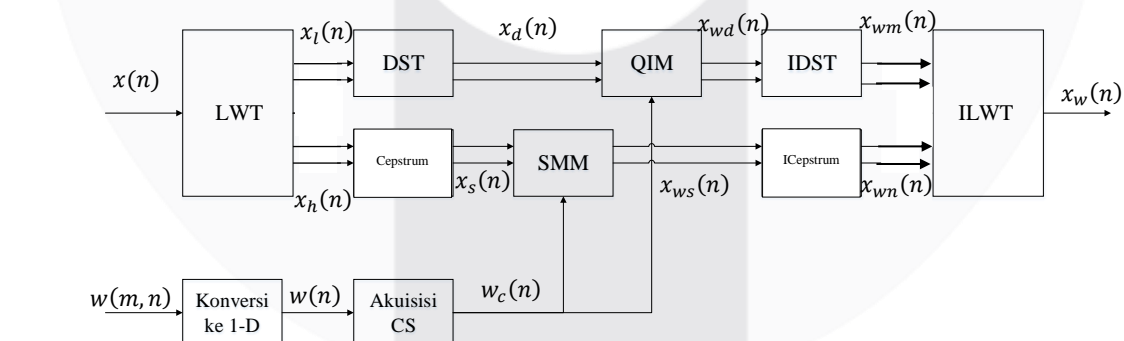 x_l(n)
x_d(n)
x_wd(n)
x_wm(n)
x(n)
LWT
DST
QIM
IDST
ILWT
x_w(n)
Cepstrum
SMM
ICepstrum
x_h(n)
x_s(n)
x_ws(n)
x_wn(n)
w(m, n)
Konversi
ke 1-D
w(n)
Akuisisi
CS
w_c(n)